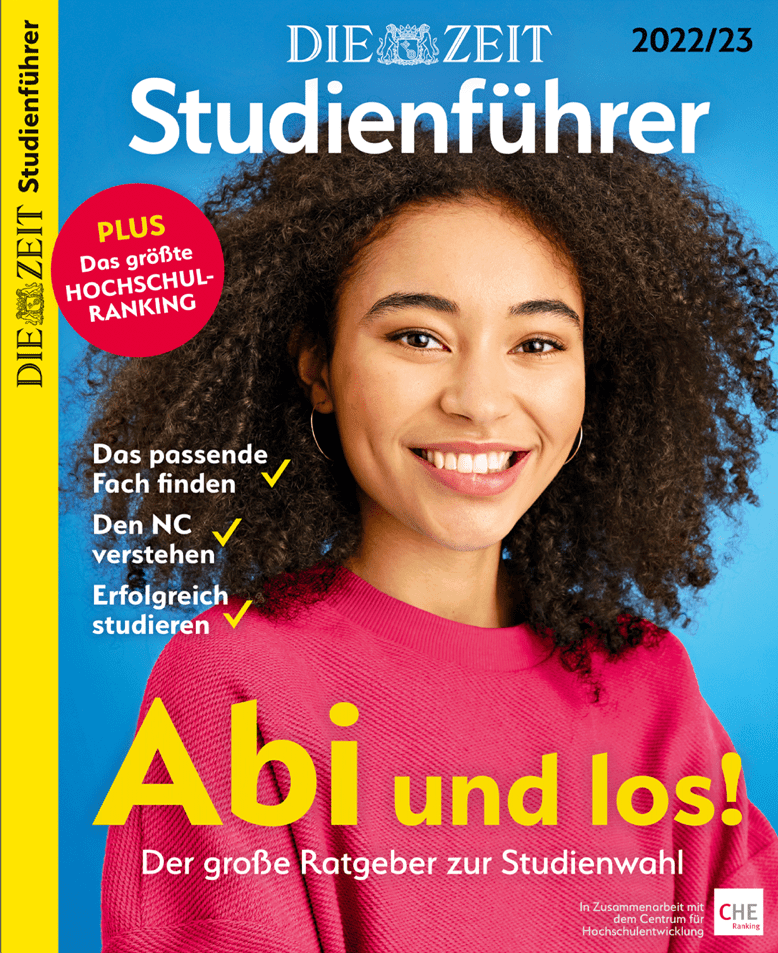 DIE ZEIT Studienführer
DIE ZEIT
2022/23
Studienführer
PLUS
Das größte
HOCHSCHUL-
RANKING
Das passende
Fach finden
Den NC
verstehen
Erfolgreich
studieren
Abi und los!
Der große Ratgeber zur Studienwahl
In Zusammenarbeit mit
dem Centrum für
Hochschulentwicklung
CHE
Ranking